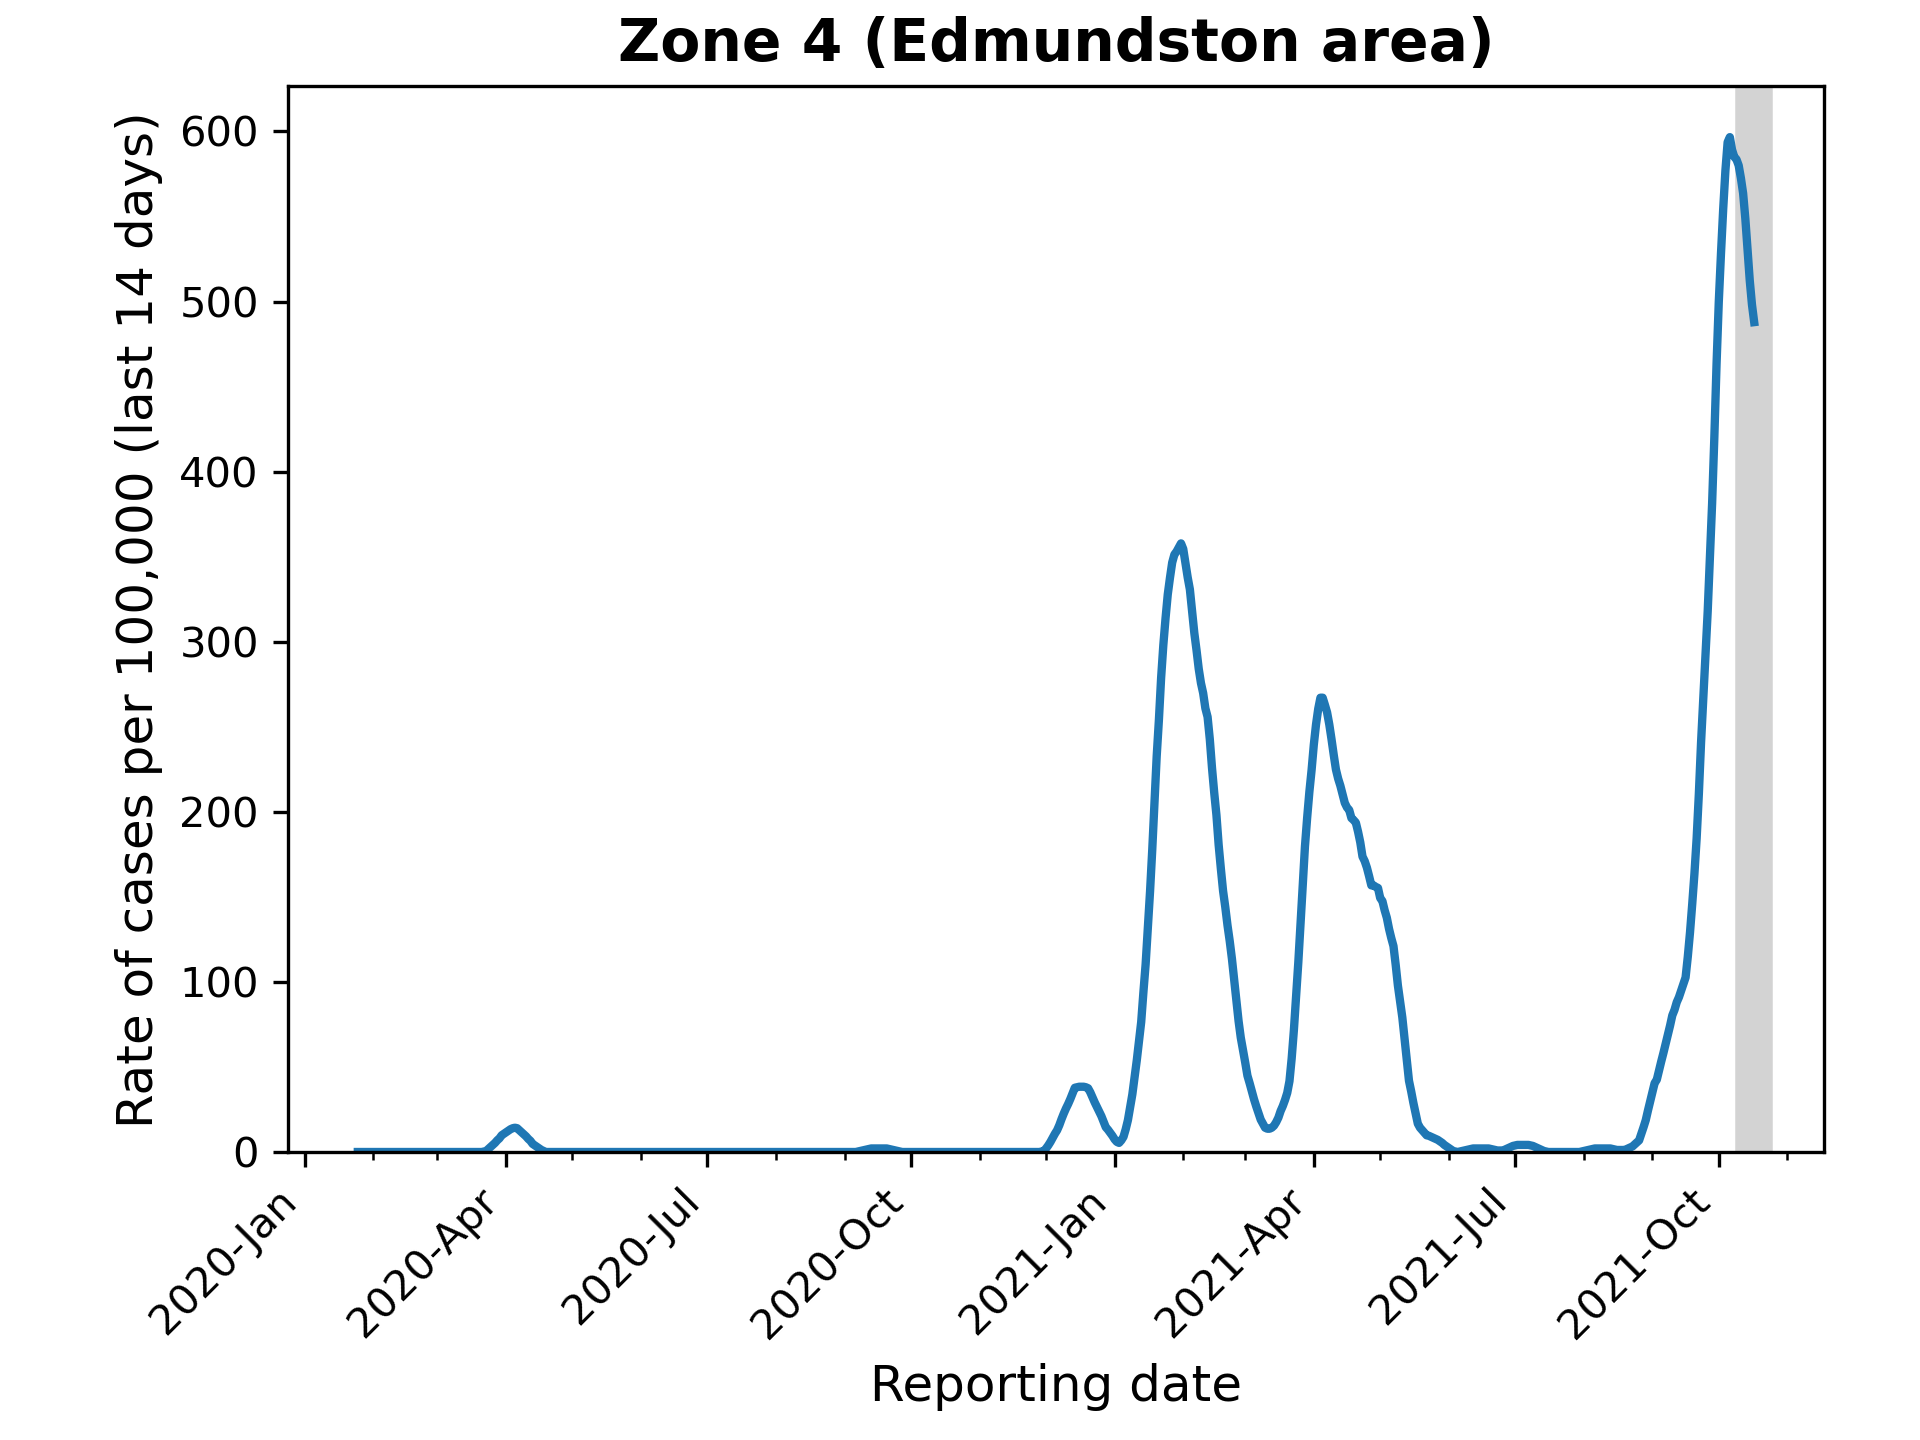 Zone 4 (Edmundston area)
Rate of cases per 100,000 (last 14 days)
600
500
400
300
200
100
0
2020-Jan
2020-Apr
2020-Jul
2020-Oct
2021-Jan
2021-Apr
2021-Jul
2021-Oct
Reporting date